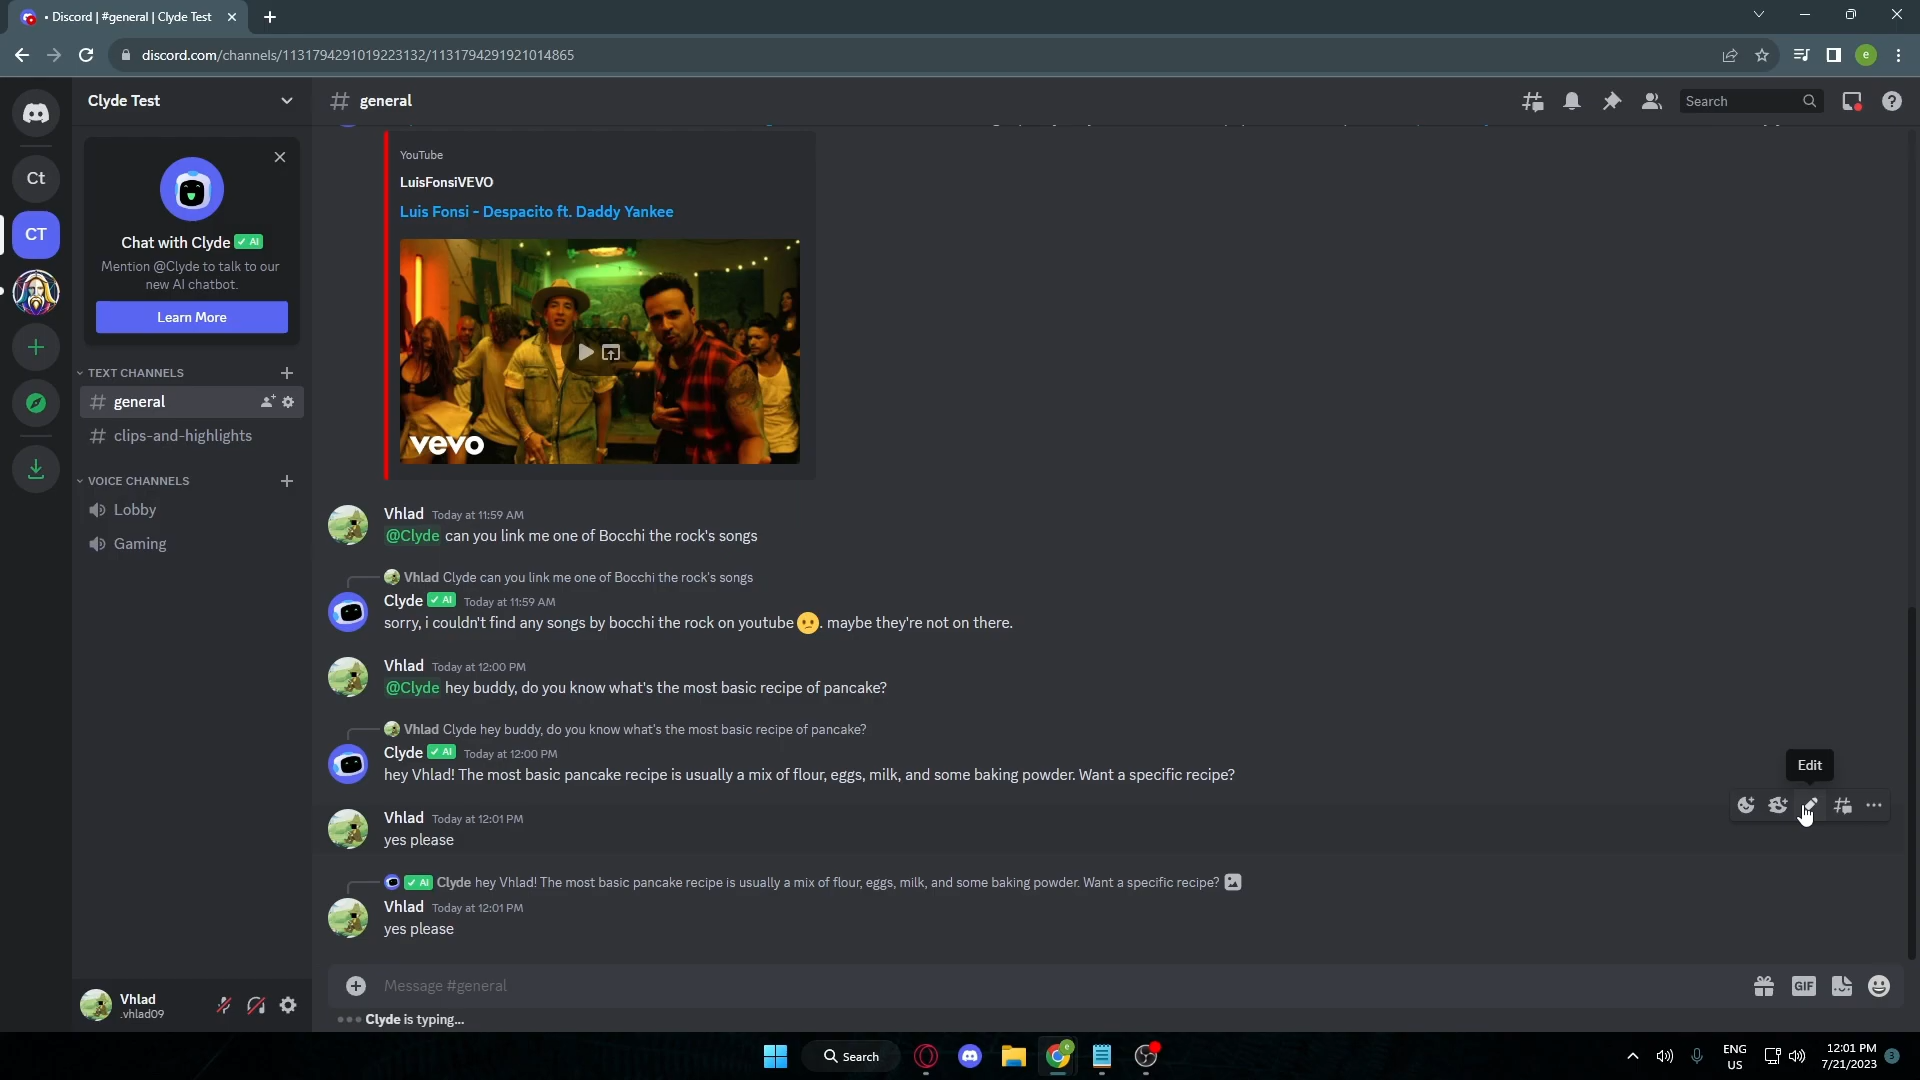 • Discord | #general | Clyde Test
discord.com/channels/1131794291019223132/1131794291921014865
e
Clyde Test
general
Search
Ct
CT
Chat with Clyde ✓ AI
Mention @Clyde to talk to our
new AI chatbot.
Learn More
TEXT CHANNELS
general
clips-and-highlights
VOICE CHANNELS
Lobby
Gaming
YouTube
LuisFonsiVEVO
Luis Fonsi - Despacito ft. Daddy Yankee
vevo
Vhlad Today at 11:59 AM
@Clyde can you link me one of Bocchi the rock's songs
Vhlad Clyde can you link me one of Bocchi the rock's songs
Clyde ✓ AI Today at 11:59 AM
sorry, i couldn't find any songs by bocchi the rock on youtube 😕. maybe they're not on there.
Vhlad Today at 12:00 PM
@Clyde hey buddy, do you know what's the most basic recipe of pancake?
Vhlad Clyde hey buddy, do you know what's the most basic recipe of pancake?
Clyde ✓ AI Today at 12:00 PM
hey Vhlad! The most basic pancake recipe is usually a mix of flour, eggs, milk, and some baking powder. Want a specific recipe?
Edit
Vhlad Today at 12:01 PM
yes please
✓ AI Clyde hey Vhlad! The most basic pancake recipe is usually a mix of flour, eggs, milk, and some baking powder. Want a specific recipe?
Vhlad Today at 12:01 PM
yes please
Message #general
GIF
Clyde is typing...
Vhlad
.vhlad09
Search
e
ENG
US
12:01 PM
7/21/2023
3